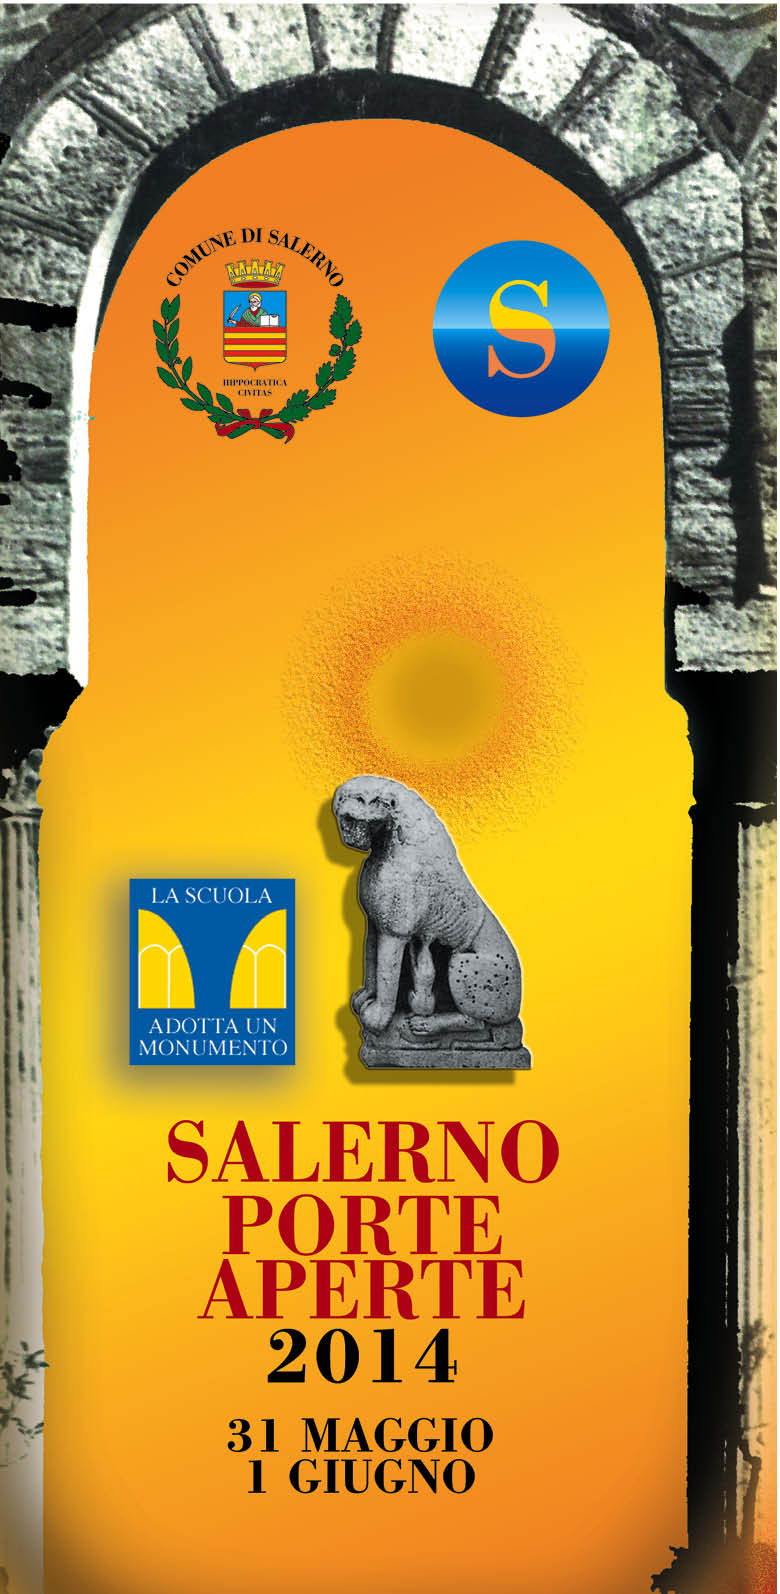 COMUNE DI SALERNO
HIPPOCRATICA
CIVITAS
S
LA SCUOLA
ADOTTA UN
MONUMENTO
SALERNO
PORTE
APERTE
2014
31 MAGGIO
1 GIUGNO